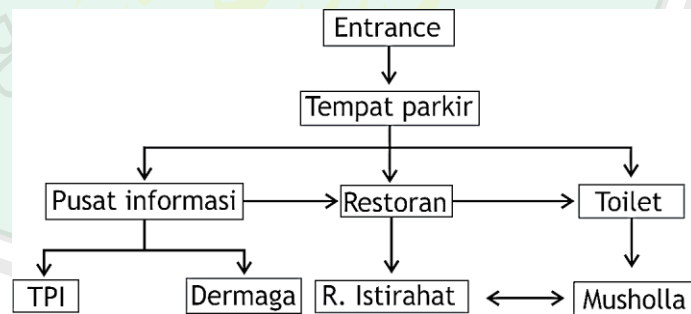 Entrance
Tempat parkir
Pusat informasi
Restoran
Toilet
TPI
Dermaga
R. Istirahat
Musholla